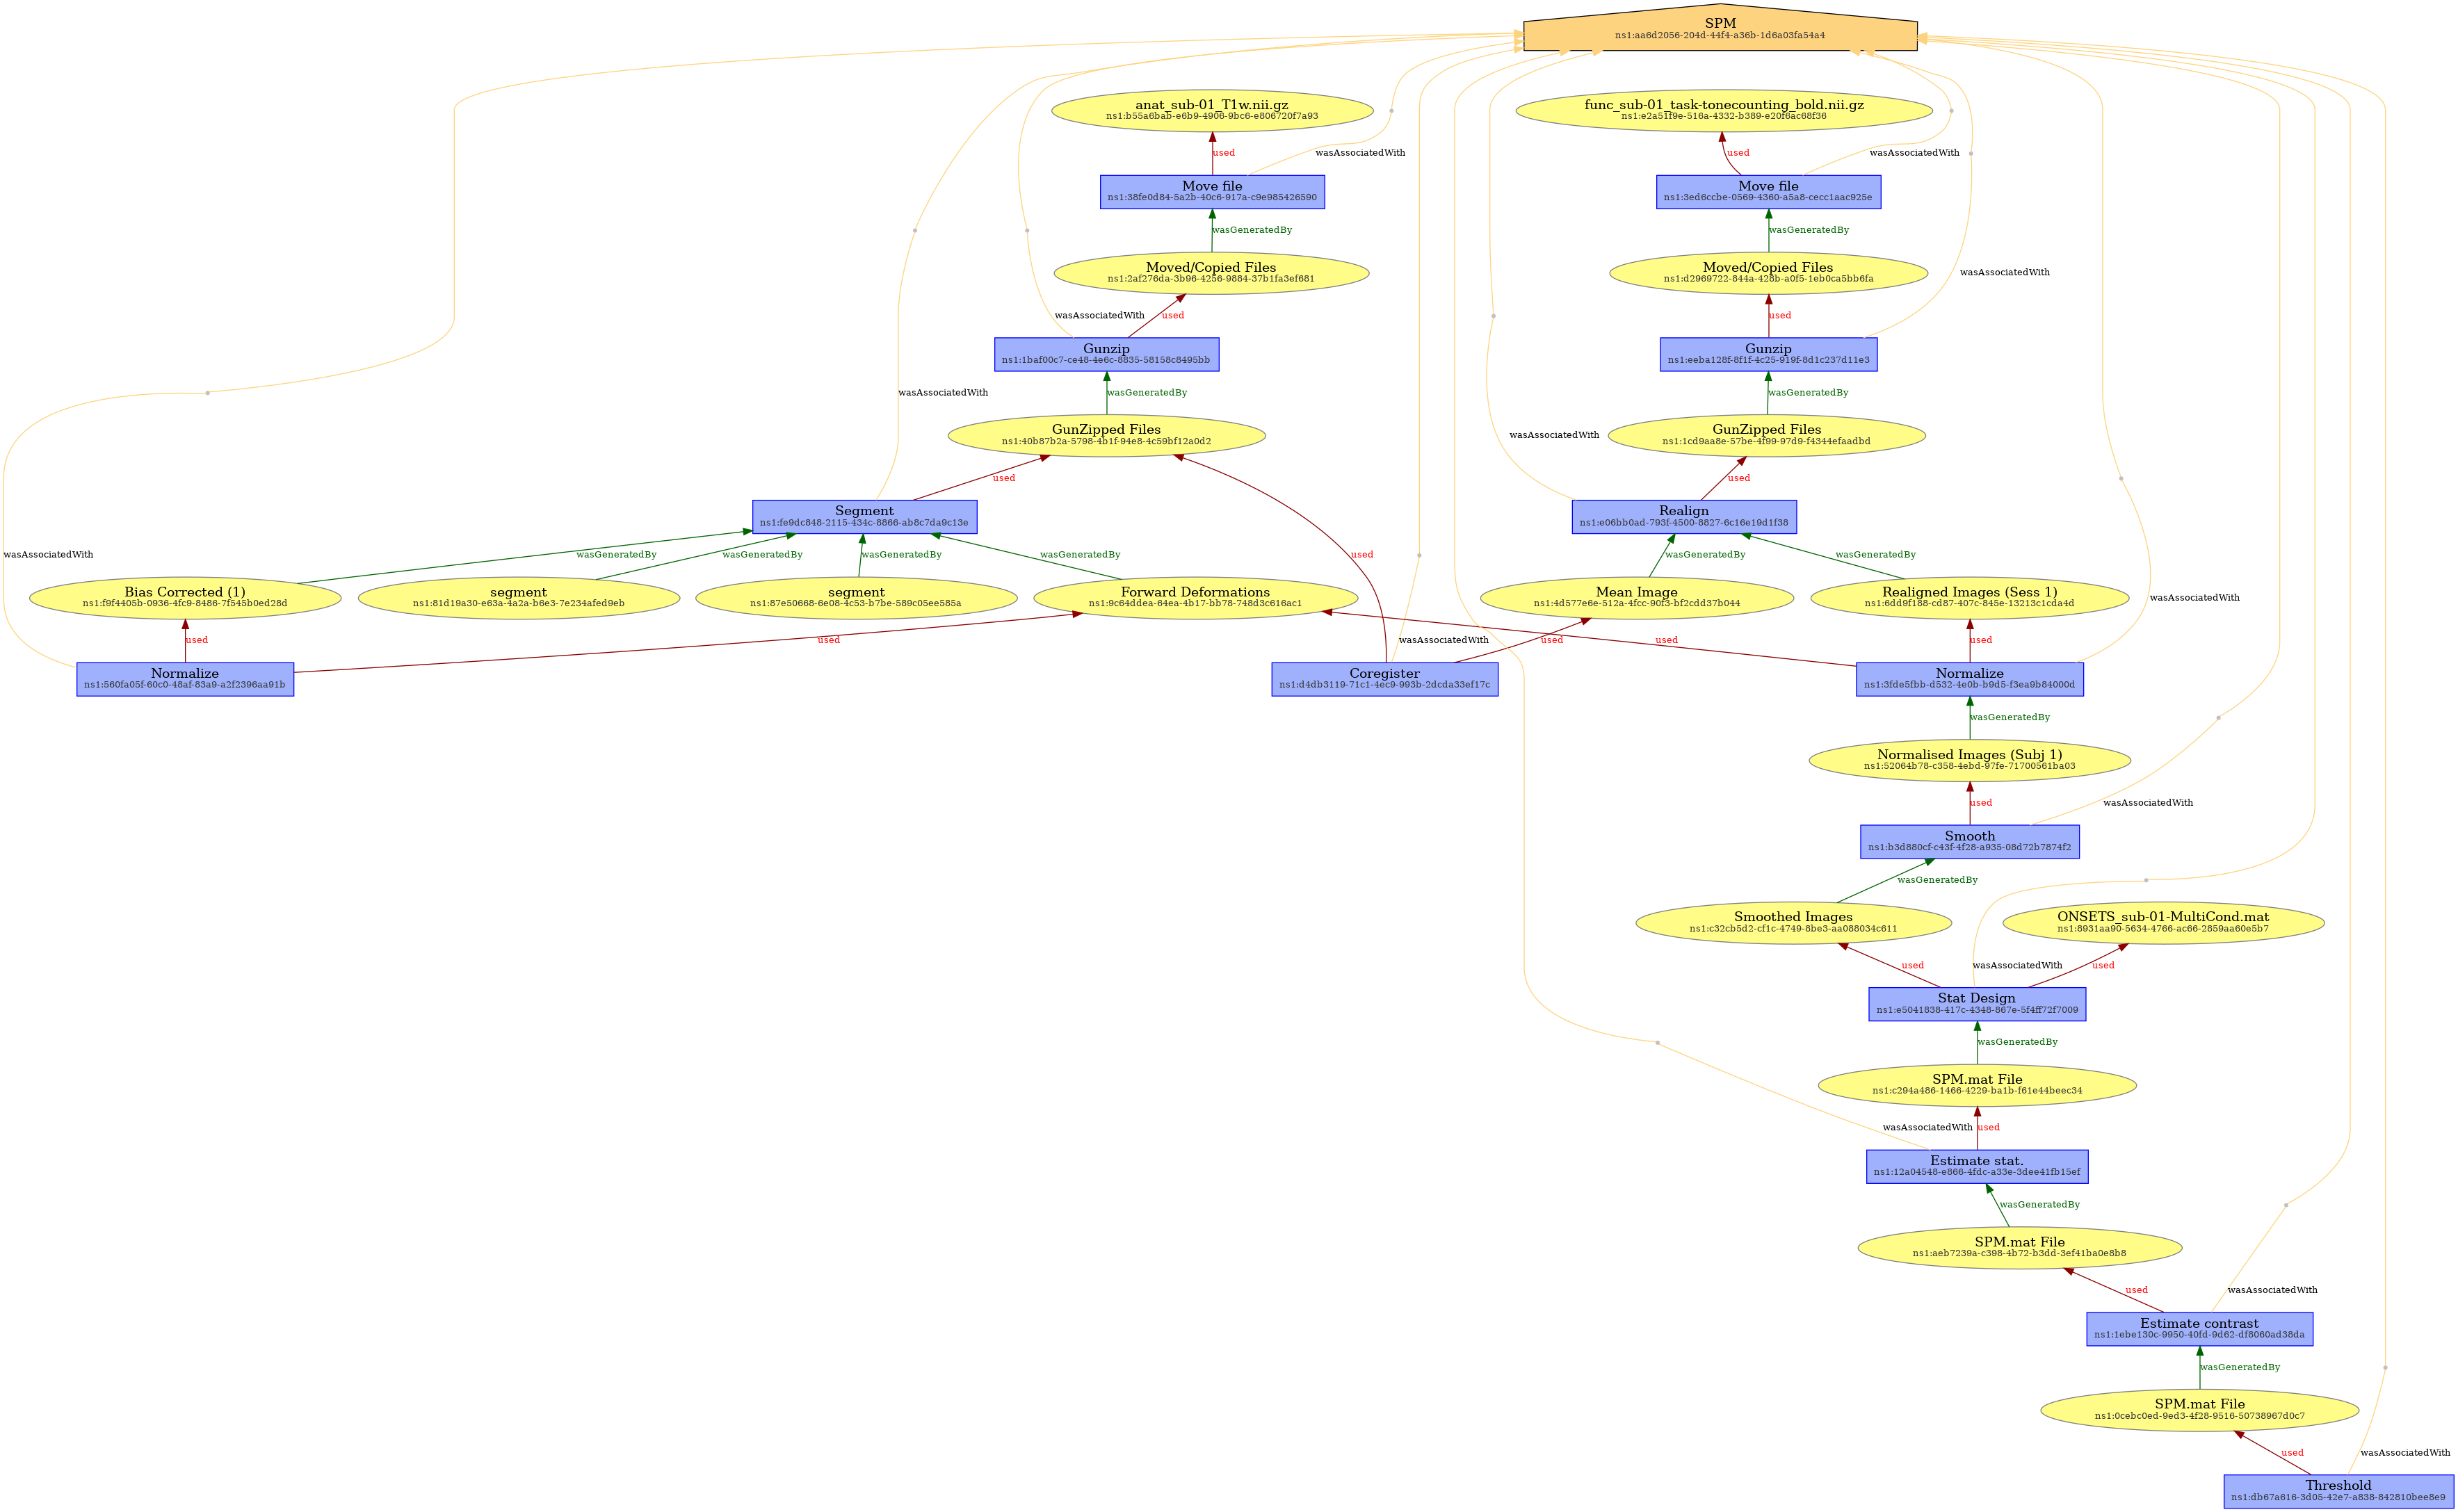 SPM
ns1:aa6d2056-204d-44f4-a36b-1d6a03fa54a4
anat_sub-01_T1w.nii.gz
ns1:b55a6bab-e6b9-4906-9bc6-e806720f7a93
func_sub-01_task-tonecounting_bold.nii.gz
ns1:e2a51f9e-516a-4332-b389-e20f6ac68f36
used
wasAssociatedWith
used
wasAssociatedWith
Move file
ns1:38fe0d84-5a2b-40c6-917a-c9e985426590
Move file
ns1:3ed6ccbe-0569-4360-a5a8-cecc1aac925e
wasGeneratedBy
wasGeneratedBy
Moved/Copied Files
ns1:2af276da-3b96-4256-9884-37b1fa3ef681
Moved/Copied Files
ns1:d2969722-844a-428b-a0f5-1eb0ca5bb6fa
wasAssociatedWith
wasAssociatedWith
used
used
Gunzip
ns1:1baf00c7-ce48-4e6c-8835-58158c8495bb
Gunzip
ns1:eeba128f-8f1f-4c25-919f-8d1c237d11e3
wasAssociatedWith
wasGeneratedBy
wasGeneratedBy
GunZipped Files
ns1:40b87b2a-5798-4b1f-94e8-4c59bf12a0d2
wasAssociatedWith
GunZipped Files
ns1:1cd9aa8e-57be-4f99-97d9-f4344efaadbd
used
used
Segment
ns1:fe9dc848-2115-434c-8866-ab8c7da9c13e
Realign
ns1:e06bb0ad-793f-4500-8827-6c16e19d1f38
wasAssociatedWith
wasGeneratedBy
wasGeneratedBy
wasGeneratedBy
wasGeneratedBy
used
wasGeneratedBy
wasGeneratedBy
Bias Corrected (1)
ns1:f9f4405b-0936-4fc9-8486-7f545b0ed28d
segment
ns1:81d19a30-e63a-4a2a-b6e3-7e234afed9eb
segment
ns1:87e50668-6e08-4c53-b7be-589c05ee585a
Forward Deformations
ns1:9c64ddea-64ea-4b17-bb78-748d3c616ac1
Mean Image
ns1:4d577e6e-512a-4fcc-90f3-bf2cdd37b044
Realigned Images (Sess 1)
ns1:6dd9f188-cd87-407c-845e-13213c1cda4d
wasAssociatedWith
used
used
wasAssociatedWith
used
used
used
Normalize
ns1:560fa05f-60c0-48af-83a9-a2f2396aa91b
Coregister
ns1:d4db3119-71c1-4ec9-993b-2dcda33ef17c
Normalize
ns1:3fde5fbb-d532-4e0b-b9d5-f3ea9b84000d
wasGeneratedBy
Normalised Images (Subj 1)
ns1:52064b78-c358-4ebd-97fe-71700561ba03
used
wasAssociatedWith
Smooth
ns1:b3d880cf-c43f-4f28-a935-08d72b7874f2
wasGeneratedBy
Smoothed Images
ns1:c32cb5d2-cf1c-4749-8be3-aa088034c611
ONSETS_sub-01-MultiCond.mat
ns1:8931aa90-5634-4766-ac66-2859aa60e5b7
used
wasAssociatedWith
used
Stat Design
ns1:e5041838-417c-4348-867e-5f4ff72f7009
wasGeneratedBy
SPM.mat File
ns1:c294a486-1466-4229-ba1b-f61e44beec34
wasAssociatedWith
used
Estimate stat.
ns1:12a04548-e866-4fdc-a33e-3dee41fb15ef
wasGeneratedBy
SPM.mat File
ns1:aeb7239a-c398-4b72-b3dd-3ef41ba0e8b8
used
wasAssociatedWith
Estimate contrast
ns1:1ebe130c-9950-40fd-9d62-df8060ad38da
wasGeneratedBy
SPM.mat File
ns1:0cebc0ed-9ed3-4f28-9516-50738967d0c7
used
wasAssociatedWith
Threshold
ns1:db67a616-3d05-42e7-a838-842810bee8e9